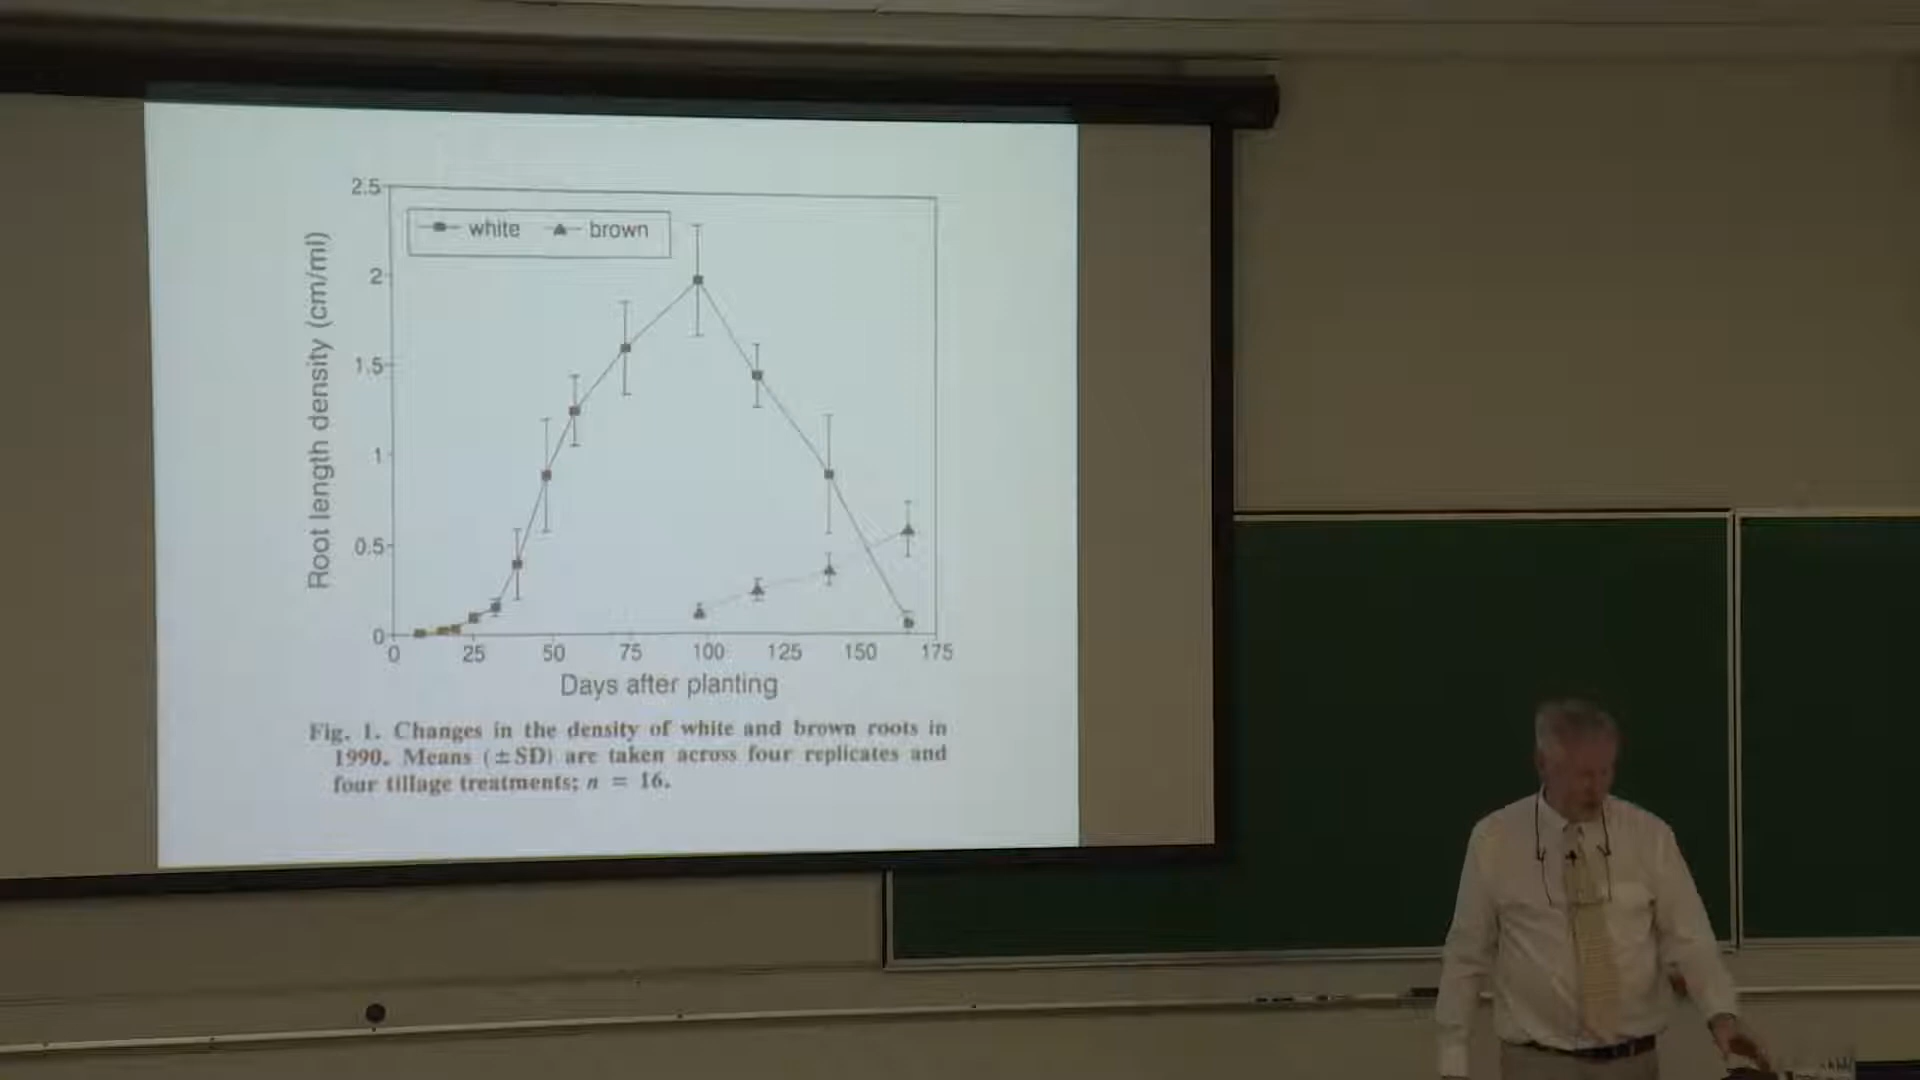 2.5
white brown
2
1.5
1
0.5
0
Root length density (cm/ml)
0 25 50 75 100 125 150 175
Days after planting
Fig. 1. Changes in the density of white and brown roots in
1990. Means (±SD) are taken across four replicates and
four tillage treatments; n = 16.